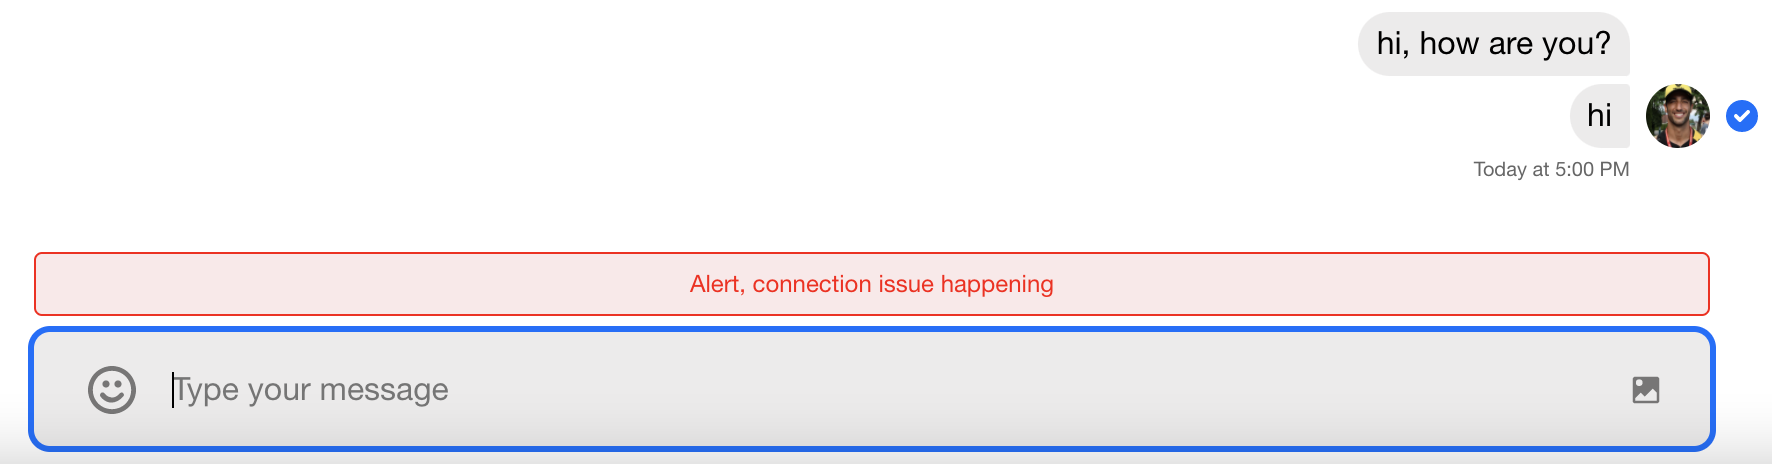 hi, how are you?
hi
Today at 5:00 PM
Alert, connection issue happening
Type your message